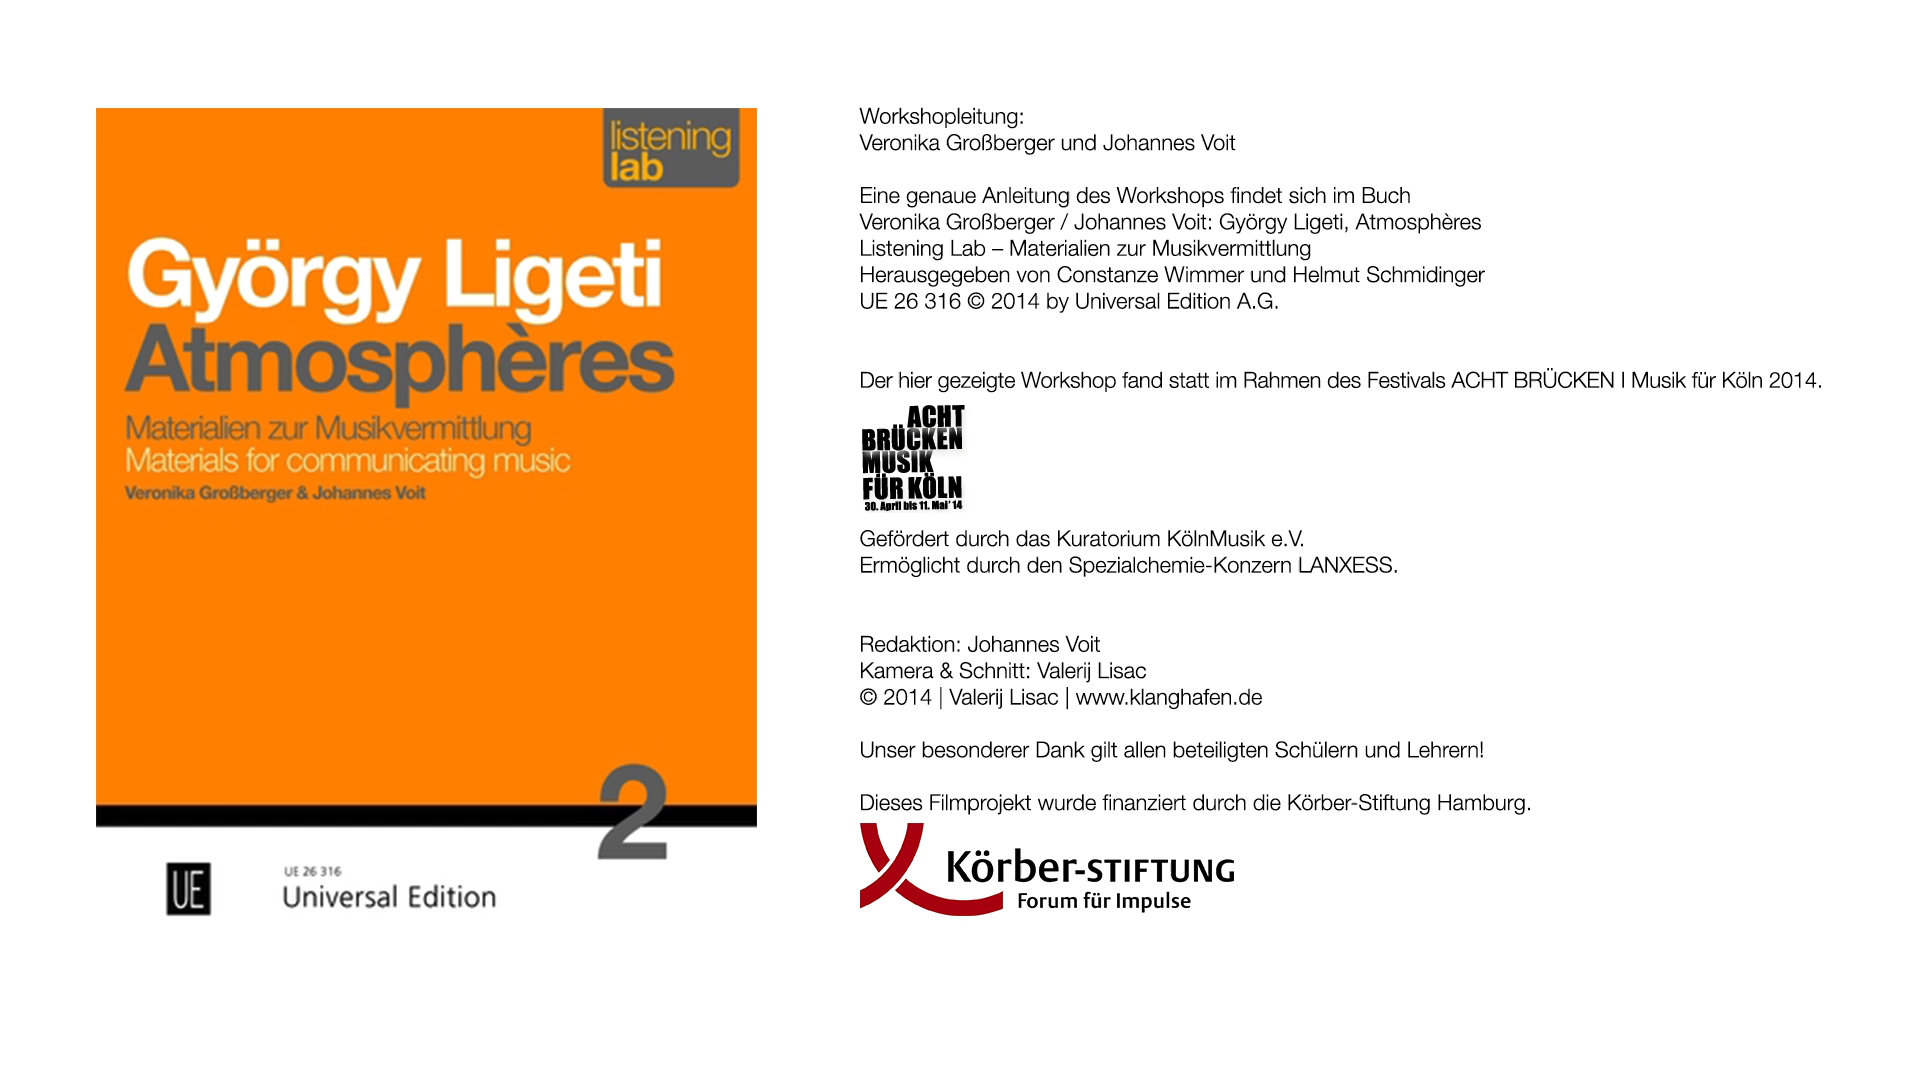 listening
lab
György Ligeti
Atmosphères
Materialien zur Musikvermittlung
Materials for communicating music
Veronika Großberger & Johannes Voit
2
UE
UE 26 316
Universal Edition
Workshopleitung:
Veronika Großberger und Johannes Voit
Eine genaue Anleitung des Workshops findet sich im Buch
Veronika Großberger / Johannes Voit: György Ligeti, Atmosphères
Listening Lab – Materialien zur Musikvermittlung
Herausgegeben von Constanze Wimmer und Helmut Schmidinger
UE 26 316 © 2014 by Universal Edition A.G.
Der hier gezeigte Workshop fand statt im Rahmen des Festivals ACHT BRÜCKEN I Musik für Köln 2014.
ACHT
BRÜCKEN
MUSIK
FÜR KÖLN
30. April bis 11. Mai' 14
Gefördert durch das Kuratorium KölnMusik e.V.
Ermöglicht durch den Spezialchemie-Konzern LANXESS.
Redaktion: Johannes Voit
Kamera & Schnitt: Valerij Lisac
© 2014 | Valerij Lisac | www.klanghafen.de
Unser besonderer Dank gilt allen beteiligten Schülern und Lehrern!
Dieses Filmprojekt wurde finanziert durch die Körber-Stiftung Hamburg.
Körber-STIFTUNG
Forum für Impulse